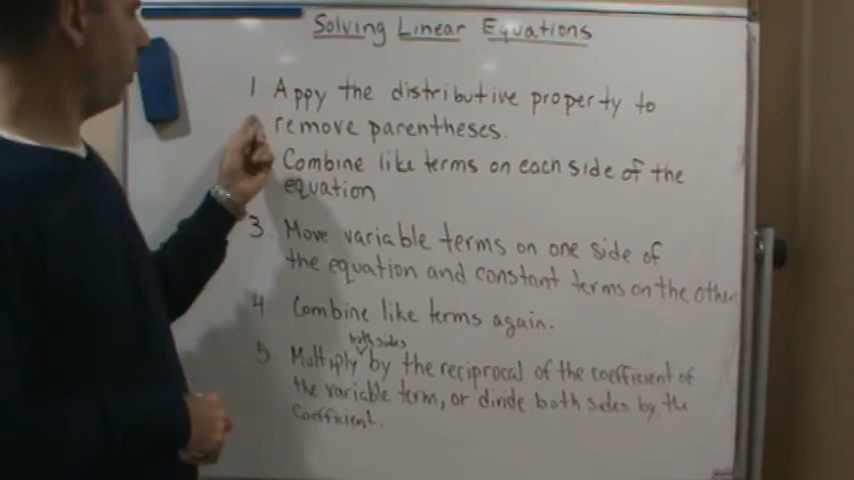 Solving Linear Equations
1. Appy the distributive property to
remove parentheses.
Combine like terms on each side of the
equation
3. Move variable terms on one side of
the equation and constant terms on the other
4 Combine like terms again.
both sides
5. Multiply by the reciprocal of the coefficient of
the variable term, or divide both sides by the
coefficient.